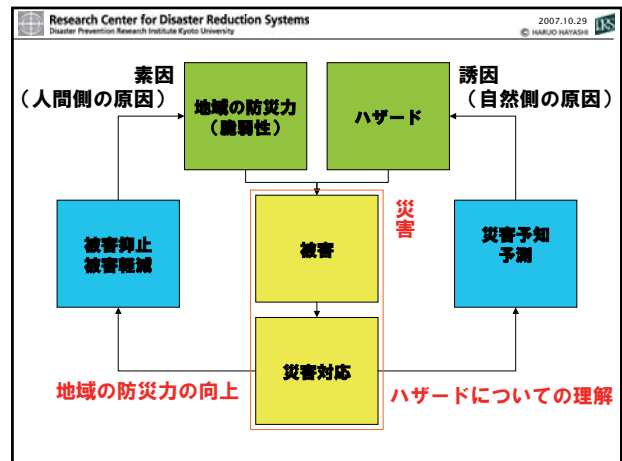 Research Center for Disaster Reduction Systems
Disaster Prevention Research Institute Kyoto University
2007.10.29
© HARUO HAYASHI
DRS
素因
（人間側の原因）
誘因
（自然側の原因）
地域の防災力
（脆弱性）
ハザード
災害
被害抑止
被害軽減
被害
災害予知
予測
災害対応
地域の防災力の向上
ハザードについての理解